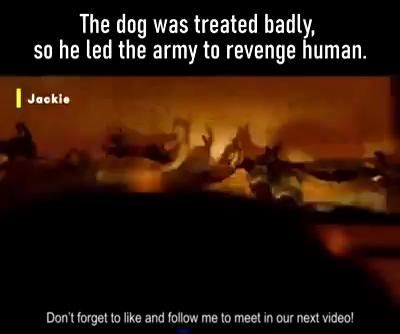 The dog was treated badly,
so he led the army to revenge human.
Jackie
Don't forget to like and follow me to meet in our next video!